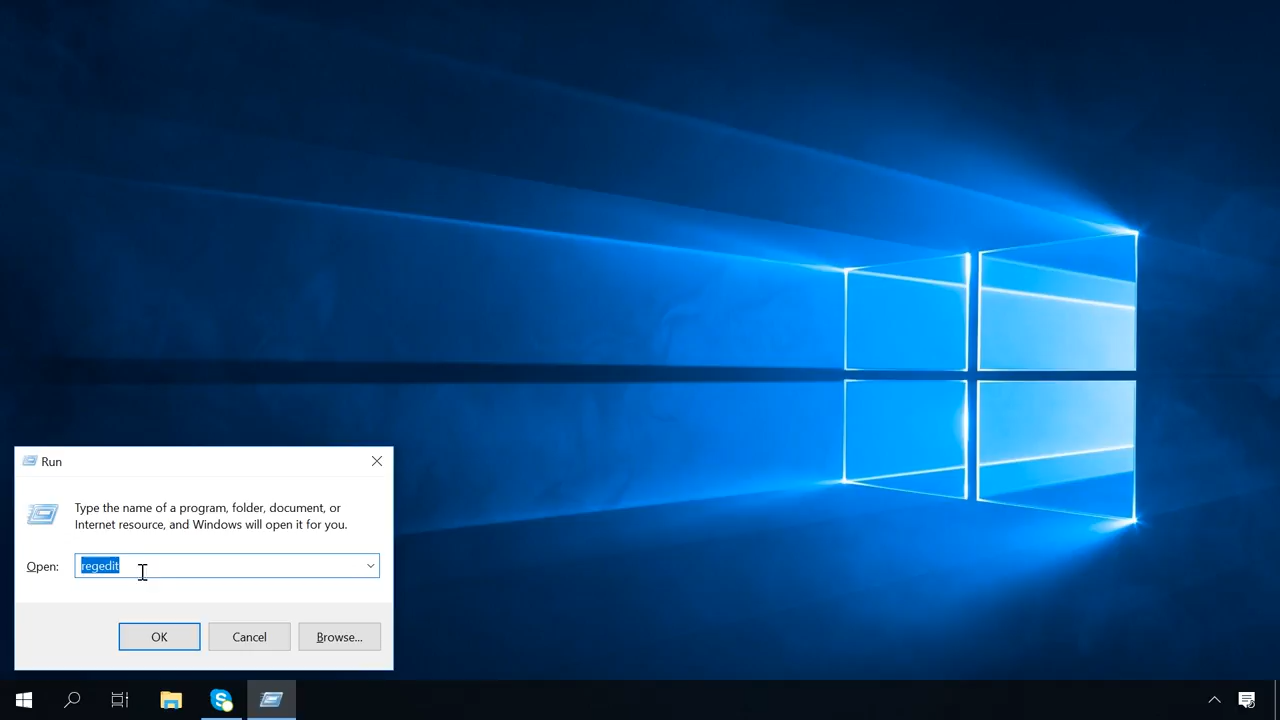 Run
Type the name of a program, folder, document, or
Internet resource, and Windows will open it for you.
Open: regedit
OK Cancel Browse...